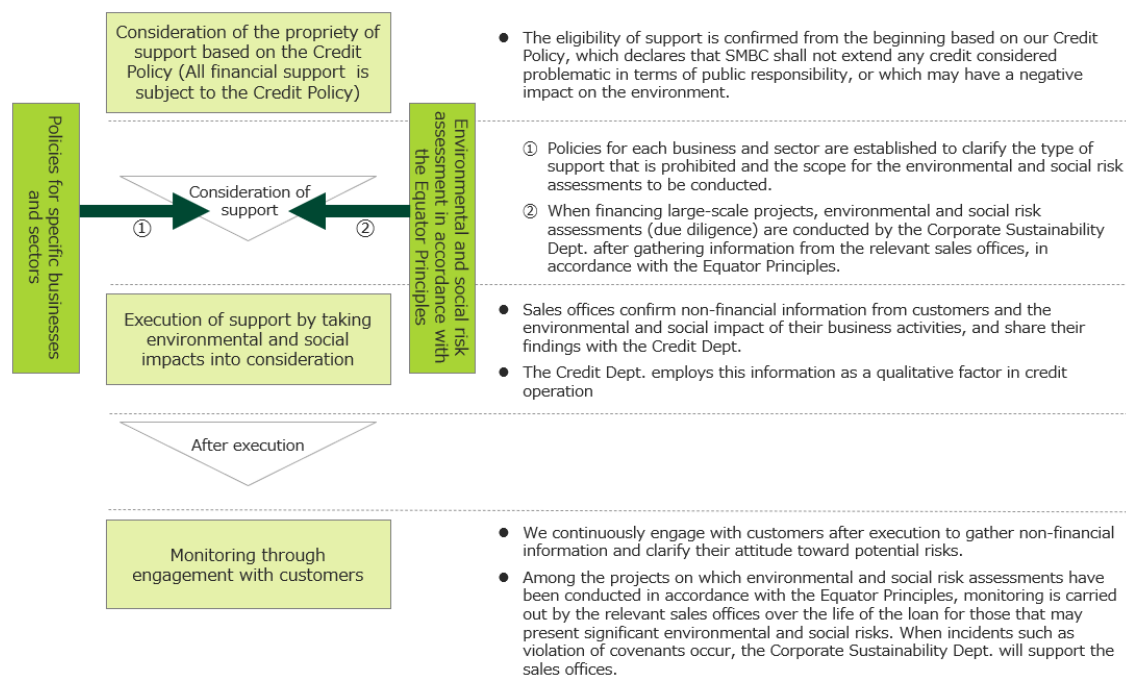 Consideration of the propriety of
support based on the Credit
Policy (All financial support  is
subject to the Credit Policy)
● The eligibility of support is confirmed from the beginning based on our Credit
Policy, which declares that SMBC shall not extend any credit considered
problematic in terms of public responsibility, or which may have a negative
impact on the environment.
Policies for specific businesses
and sectors
Consideration of
support
①
②
Environmental and social risk
assessment in accordance with
the Equator Principles
① Policies for each business and sector are established to clarify the type of
support that is prohibited and the scope for the environmental and social risk
assessments to be conducted.
② When financing large-scale projects, environmental and social risk
assessments (due diligence) are conducted by the Corporate Sustainability
Dept. after gathering information from the relevant sales offices, in
accordance with the Equator Principles.
Execution of support by taking
environmental and social
impacts into consideration
● Sales offices confirm non-financial information from customers and the
environmental and social impact of their business activities, and share their
findings with the Credit Dept.
● The Credit Dept. employs this information as a qualitative factor in credit
operation
After execution
Monitoring through
engagement with customers
● We continuously engage with customers after execution to gather non-financial
information and clarify their attitude toward potential risks.
● Among the projects on which environmental and social risk assessments have
been conducted in accordance with the Equator Principles, monitoring is carried
out by the relevant sales offices over the life of the loan for those that may
present significant environmental and social risks. When incidents such as
violation of covenants occur, the Corporate Sustainability Dept. will support the
sales offices.